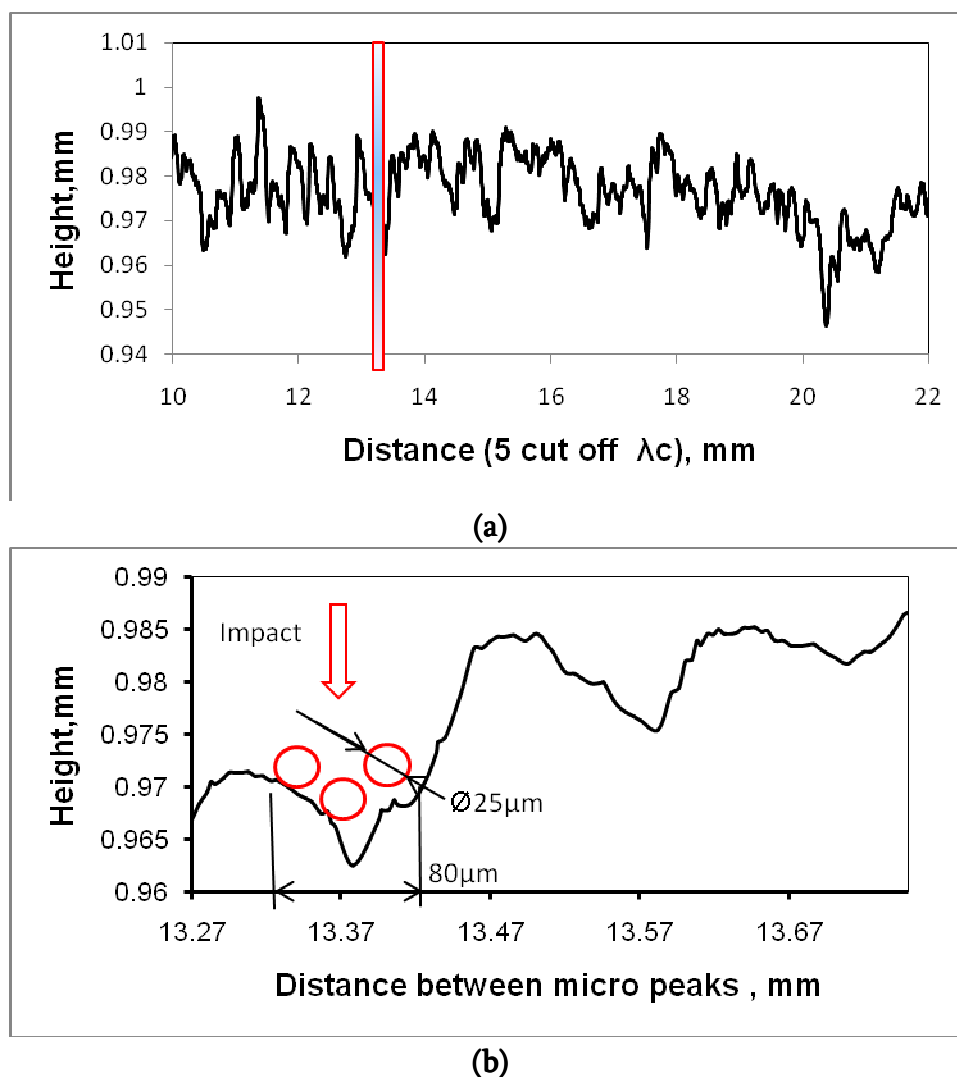 1.01
1
0.99
0.98
0.97
0.96
0.95
0.94
Height,mm
10 12 14 16 18 20 22
Distance (5 cut off λc), mm
(a)
0.99
0.985
0.98
0.975
0.97
0.965
0.96
Height,mm
Impact
Ø25µm
80µm
13.27 13.37 13.47 13.57 13.67
Distance between micro peaks , mm
(b)